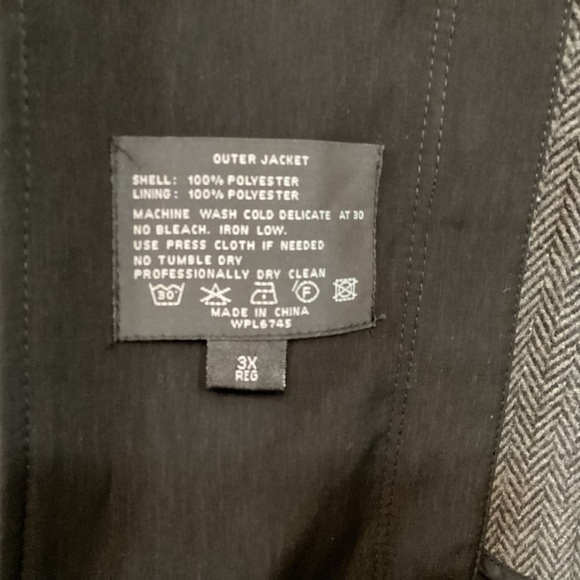 OUTER JACKET
SHELL: 100% POLYESTER
LINING: 100% POLYESTER
MACHINE WASH COLD DELICATE AT 30
NO BLEACH. IRON LOW.
USE PRESS CLOTH IF NEEDED
NO TUMBLE DRY
PROFESSIONALLY DRY CLEAN
30° F
MADE IN CHINA
WPL6745
3X
REG